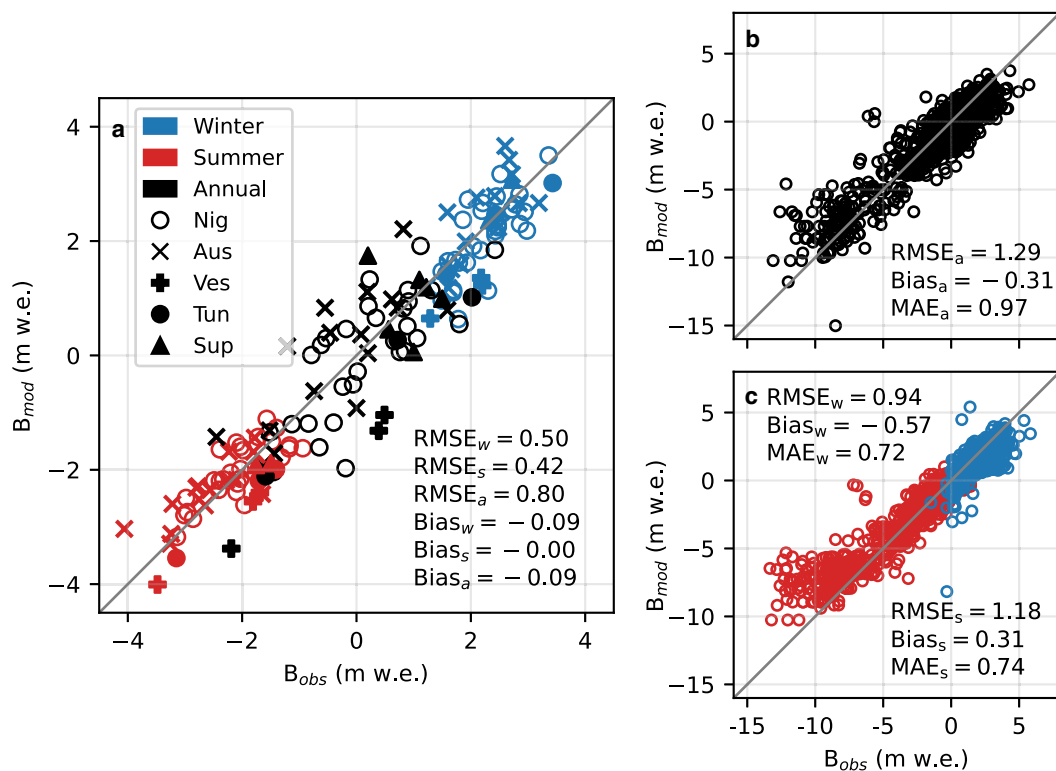 a
Winter
Summer
Annual
Nig
Aus
Ves
Tun
Sup
RMSE_w = 0.50
RMSE_s = 0.42
RMSE_a = 0.80
Bias_w = −0.09
Bias_s = −0.00
Bias_a = −0.09
4
2
0
−2
−4
−4
−2
0
2
4
B_mod (m w.e.)
B_obs (m w.e.)
b
5
0
−5
−10
−15
B_mod (m w.e.)
RMSE_a = 1.29
Bias_a = −0.31
MAE_a = 0.97
c
RMSE_w = 0.94
Bias_w = −0.57
MAE_w = 0.72
5
0
−5
−10
−15
B_mod (m w.e.)
RMSE_s = 1.18
Bias_s = 0.31
MAE_s = 0.74
−15
−10
−5
0
5
B_obs (m w.e.)